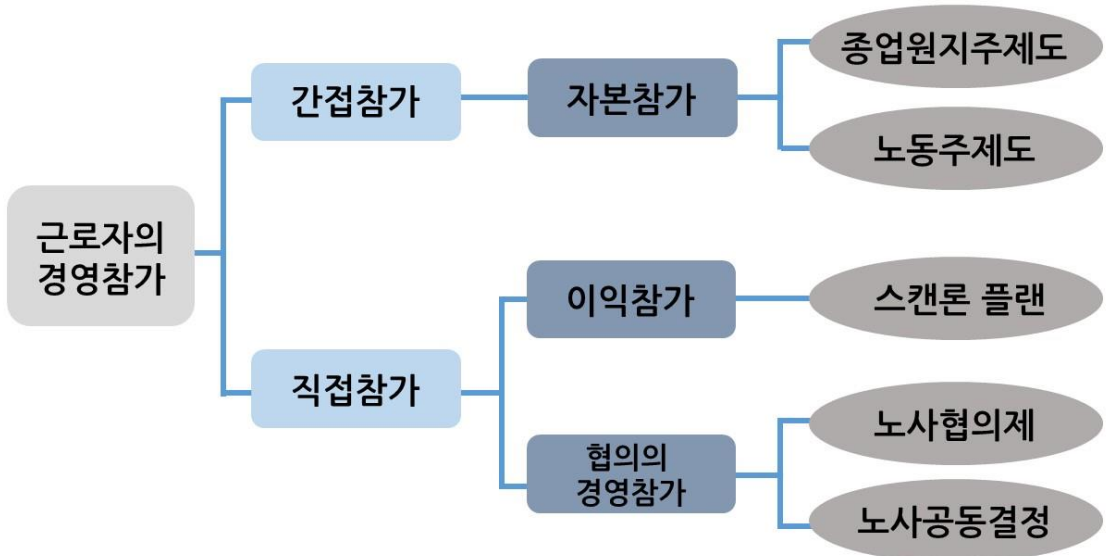 근로자의
경영참가
간접참가
자본참가
종업원지주제도
노동주제도
직접참가
이익참가
스캔론 플랜
협의의
경영참가
노사협의제
노사공동결정